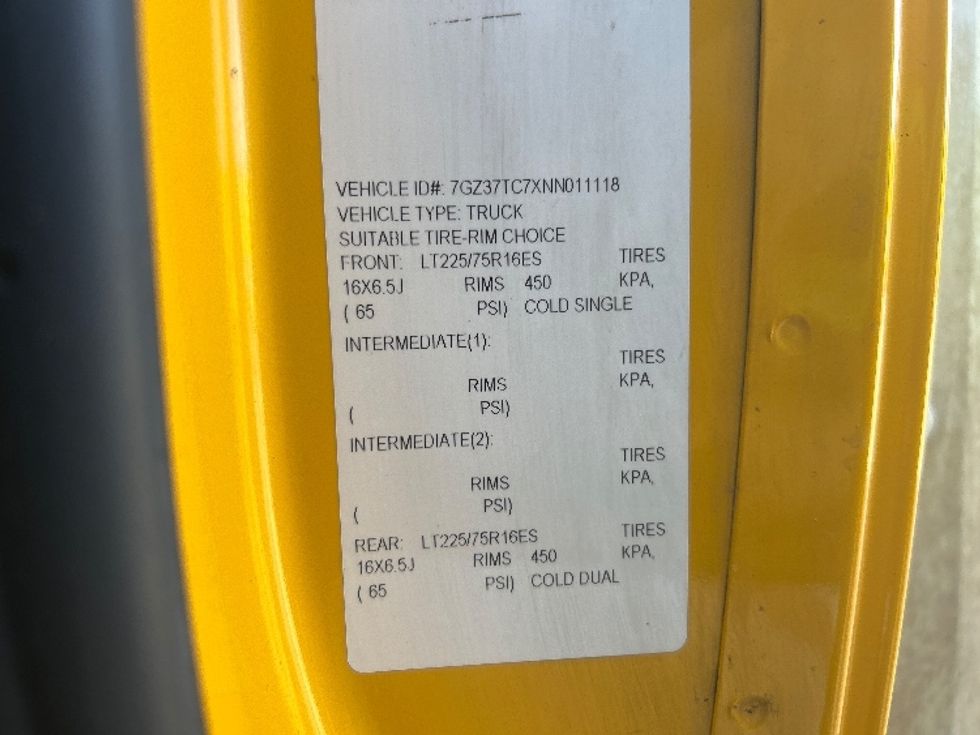 VEHICLE ID#: 7GZ37TC7XNN011118
VEHICLE TYPE: TRUCK
SUITABLE TIRE-RIM CHOICE
FRONT: LT225/75R16ES TIRES
16X6.5J RIMS 450 KPA,
( 65 PSI) COLD SINGLE
INTERMEDIATE(1):
TIRES
RIMS KPA,
( PSI)
INTERMEDIATE(2):
TIRES
RIMS KPA,
( PSI)
REAR: LT225/75R16ES TIRES
16X6.5J RIMS 450 KPA,
( 65 PSI) COLD DUAL